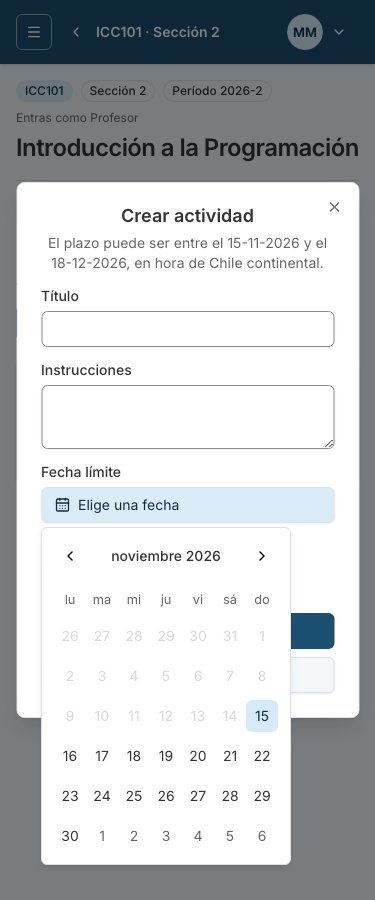 ICC101 · Sección 2
MM
ICC101
Sección 2
Período 2026-2
Entras como Profesor
Introducción a la Programación
Crear actividad
El plazo puede ser entre el 15-11-2026 y el
18-12-2026, en hora de Chile continental.
Título
Instrucciones
Fecha límite
Elige una fecha
noviembre 2026
lu ma mi ju vi sá do
26 27 28 29 30 31 1
2 3 4 5 6 7 8
9 10 11 12 13 14 15
16 17 18 19 20 21 22
23 24 25 26 27 28 29
30 1 2 3 4 5 6